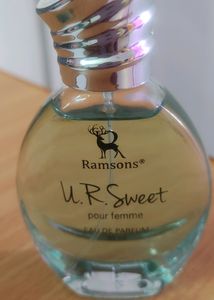 Ramsons®
U.R.Sweet
pour femme
EAU DE PARFUM